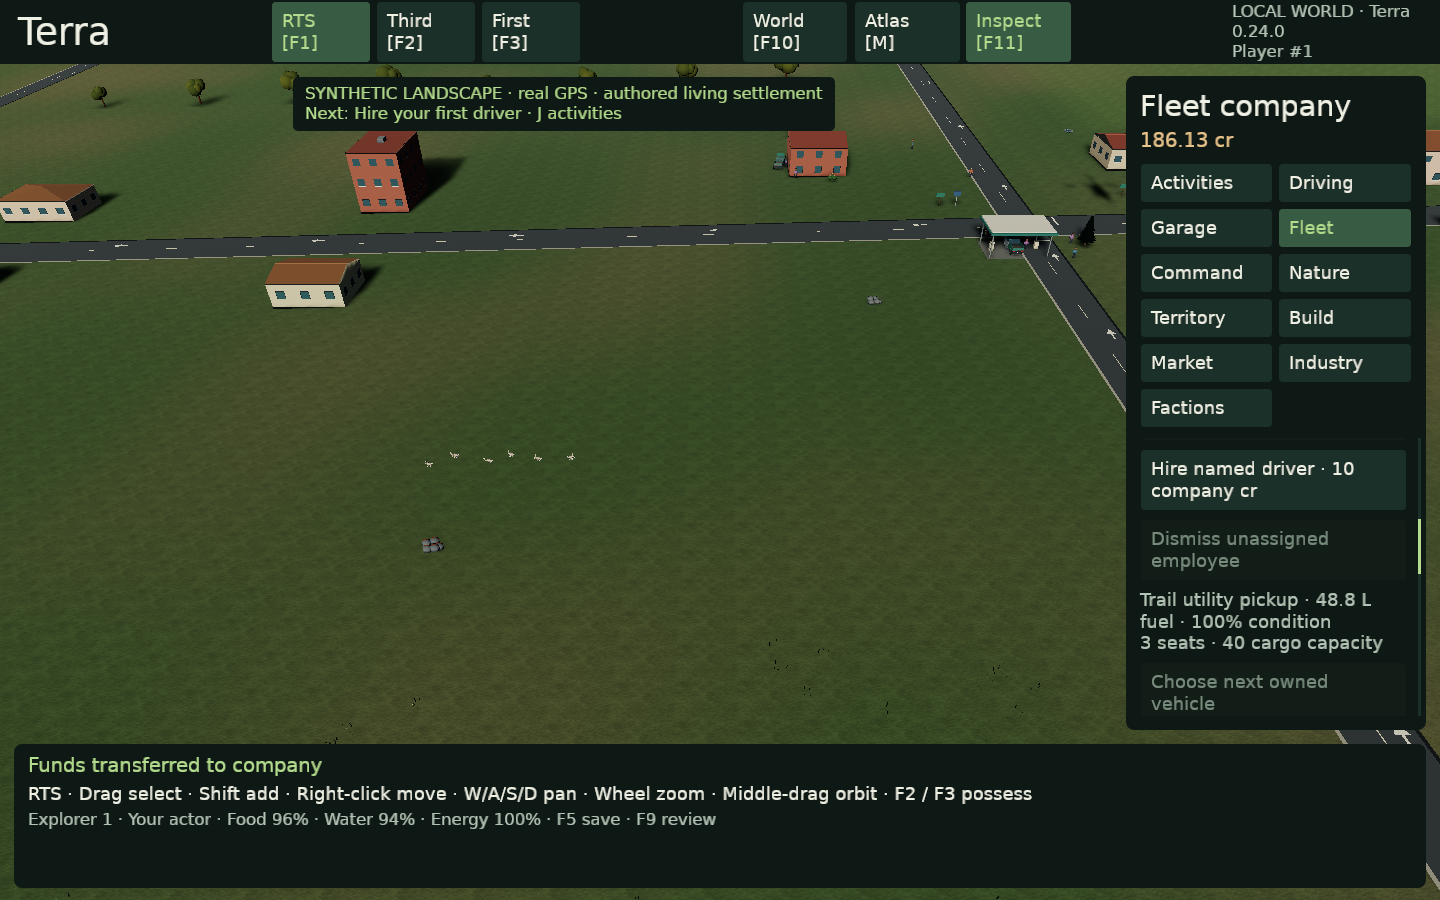 Terra
RTS
[F1]
Third
[F2]
First
[F3]
World
[F10]
Atlas
[M]
Inspect
[F11]
LOCAL WORLD · Terra
0.24.0
Player #1
SYNTHETIC LANDSCAPE · real GPS · authored living settlement
Next: Hire your first driver · J activities
Fleet company
186.13 cr
Activities
Driving
Garage
Fleet
Command
Nature
Territory
Build
Market
Industry
Factions
Hire named driver · 10
company cr
Dismiss unassigned
employee
Trail utility pickup · 48.8 L
fuel · 100% condition
3 seats · 40 cargo capacity
Choose next owned
vehicle
Funds transferred to company
RTS · Drag select · Shift add · Right-click move · W/A/S/D pan · Wheel zoom · Middle-drag orbit · F2 / F3 possess
Explorer 1 · Your actor · Food 96% · Water 94% · Energy 100% · F5 save · F9 review